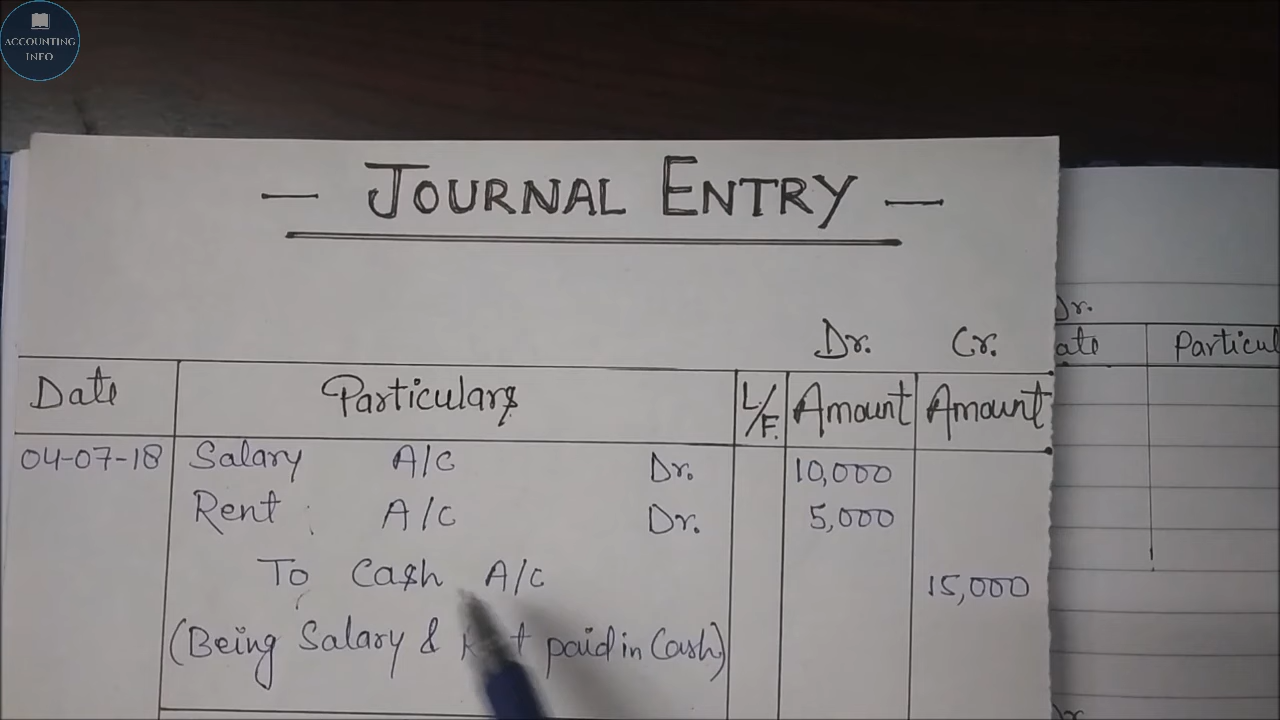 ACCOUNTING
INFO
— JOURNAL ENTRY —
Dr. Cr.
Date Particulars L/F. Amount Amount
04-07-18 Salary A/C Dr. 10,000
Rent : A/C Dr. 5,000
To Cash A/C 15,000
(Being Salary & paid in Cash)
Dr.
ate Particul